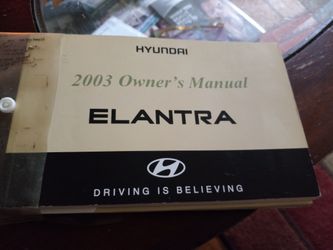 HYUNDAI
2003 Owner's Manual
ELANTRA
DRIVING IS BELIEVING